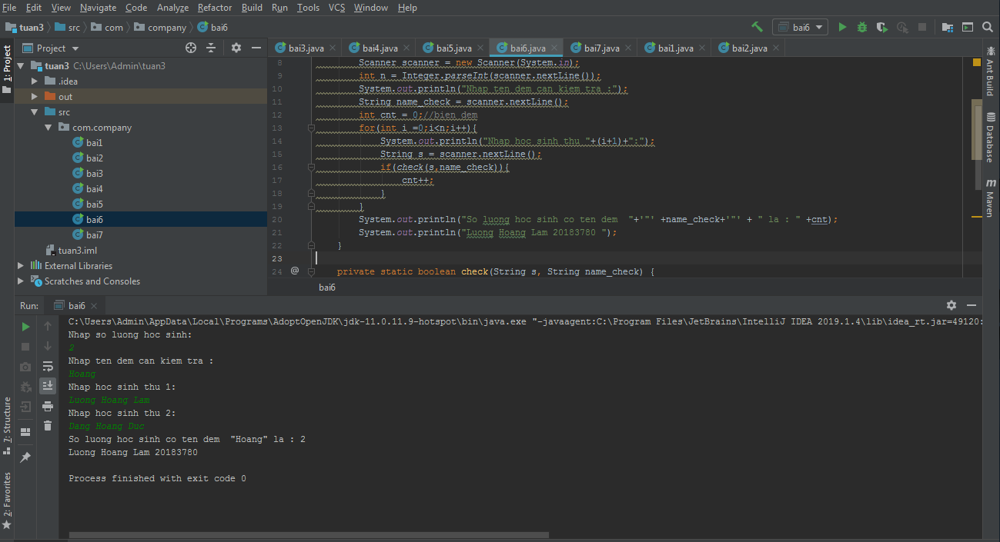 File Edit View Navigate Code Analyze Refactor Build Run Tools VCS Window Help
tuan3 src com company bai6 bai6
1: Project
Project
bai3.java bai4.java bai5.java bai6.java bai7.java bai1.java bai2.java
tuan3 C:\Users\Admin\tuan3
.idea
out
src
com.company
bai1
bai2
bai3
bai4
bai5
bai6
bai7
tuan3.iml
External Libraries
Scratches and Consoles
8 Scanner scanner = new Scanner(System.in);
9 int n = Integer.parseInt(scanner.nextLine());
10 System.out.println("Nhap ten dem can kiem tra :");
11 String name_check = scanner.nextLine();
12 int cnt = 0;//bien dem
13 for(int i =0;i<n;i++){
14 System.out.println("Nhap hoc sinh thu "+(i+1)+":");
15 String s = scanner.nextLine();
16 if(check(s,name_check)){
17 cnt++;
18 }
19 }
20 System.out.println("So luong hoc sinh co ten dem  "+'"' +name_check+'"' + " la : " +cnt);
21 System.out.println("Luong Hoang Lam 20183780 ");
22 }
23
24 @ private static boolean check(String s, String name_check) {
bai6
Ant Build
Database
m Maven
Run: bai6
C:\Users\Admin\AppData\Local\Programs\AdoptOpenJDK\jdk-11.0.11.9-hotspot\bin\java.exe "-javaagent:C:\Program Files\JetBrains\IntelliJ IDEA 2019.1.4\lib\idea_rt.jar=49120:
Nhap so luong hoc sinh:
2
Nhap ten dem can kiem tra :
Hoang
Nhap hoc sinh thu 1:
Luong Hoang Lam
Nhap hoc sinh thu 2:
Dang Hoang Duc
So luong hoc sinh co ten dem  "Hoang" la : 2
Luong Hoang Lam 20183780
Process finished with exit code 0
7: Structure
2: Favorites